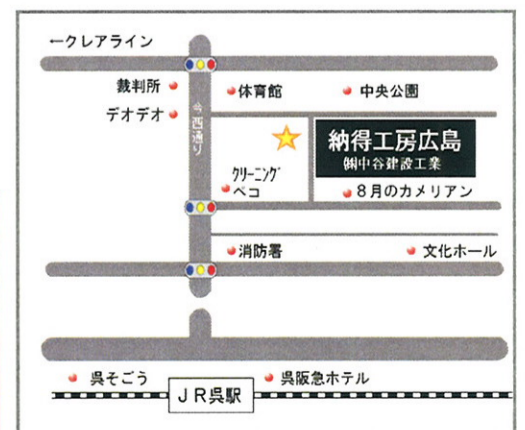 ←クレアライン
裁判所
体育館
中央公園
デオデオ
今西通り
納得工房広島
㈱中谷建設工業
クリーニング
ペコ
8月のカメリアン
消防署
文化ホール
呉そごう
呉阪急ホテル
JR呉駅